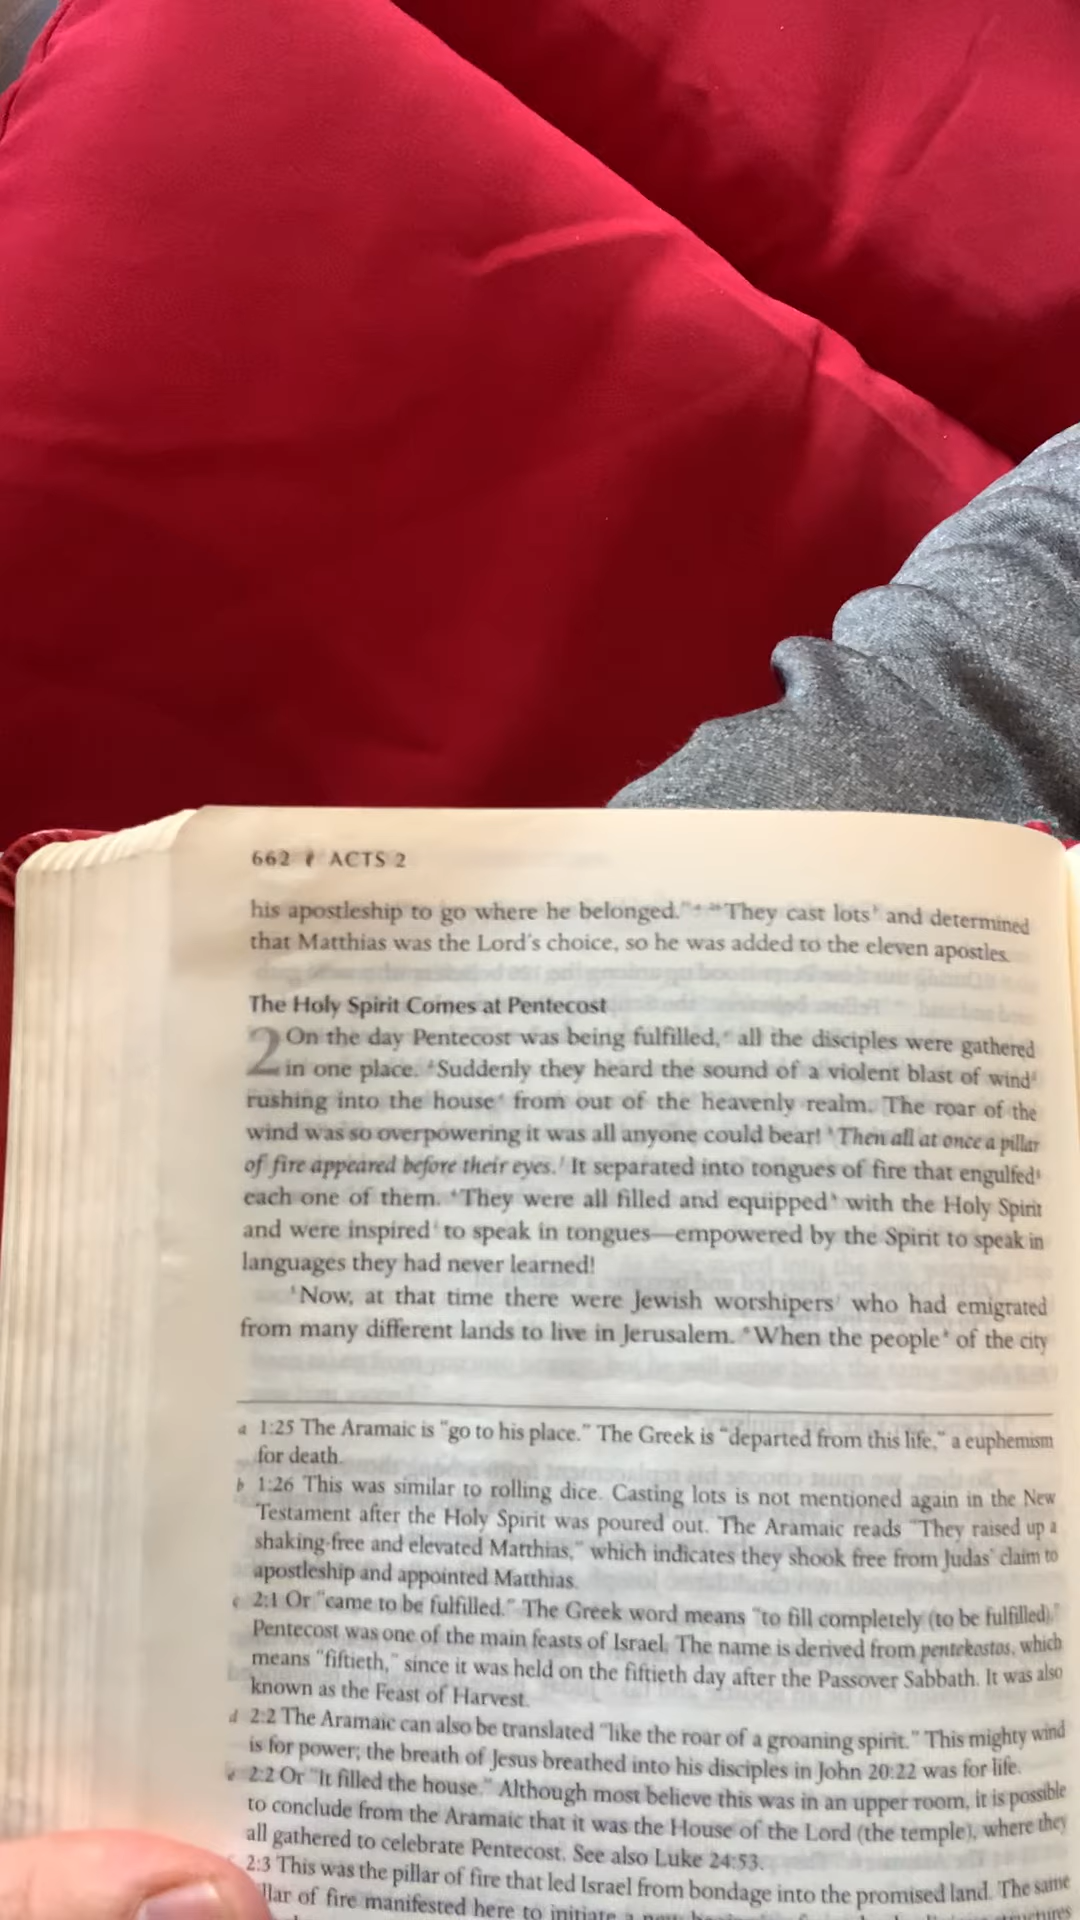 662 ACTS 2
his apostleship to go where he belonged."ᵃ ²⁶They cast lotsᵇ and determined
that Matthias was the Lord's choice, so he was added to the eleven apostles.
The Holy Spirit Comes at Pentecost
2 On the day Pentecost was being fulfilled,ᶜ all the disciples were gathered
in one place. ²Suddenly they heard the sound of a violent blast of windᵈ
rushing into the houseᵉ from out of the heavenly realm. The roar of the
wind was so overpowering it was all anyone could bear! ³Then all at once a pillar
of fire appeared before their eyes.ᶠ It separated into tongues of fire that engulfedᵍ
each one of them. ⁴They were all filled and equippedʰ with the Holy Spirit
and were inspiredⁱ to speak in tongues—empowered by the Spirit to speak in
languages they had never learned!
⁵Now, at that time there were Jewish worshipersʲ who had emigrated
from many different lands to live in Jerusalem. ⁶When the peopleᵏ of the city
a 1:25 The Aramaic is "go to his place." The Greek is "departed from this life," a euphemism
for death.
b 1:26 This was similar to rolling dice. Casting lots is not mentioned again in the New
Testament after the Holy Spirit was poured out. The Aramaic reads "They raised up a
shaking-free and elevated Matthias," which indicates they shook free from Judas' claim to
apostleship and appointed Matthias.
c 2:1 Or "came to be fulfilled." The Greek word means "to fill completely (to be fulfilled)."
Pentecost was one of the main feasts of Israel. The name is derived from pentekostos, which
means "fiftieth," since it was held on the fiftieth day after the Passover Sabbath. It was also
known as the Feast of Harvest.
d 2:2 The Aramaic can also be translated "like the roar of a groaning spirit." This mighty wind
is for power; the breath of Jesus breathed into his disciples in John 20:22 was for life.
e 2:2 Or "It filled the house." Although most believe this was in an upper room, it is possible
to conclude from the Aramaic that it was the House of the Lord (the temple), where they
all gathered to celebrate Pentecost. See also Luke 24:53.
2:3 This was the pillar of fire that led Israel from bondage into the promised land. The same
llar of fire manifested here to initiate a new